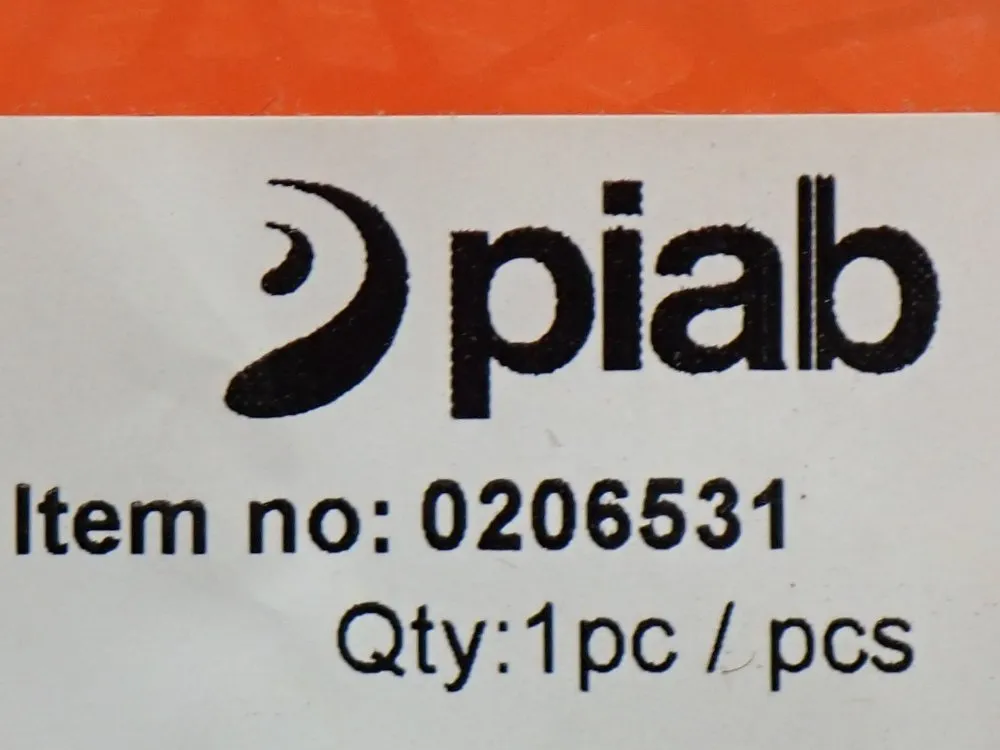 piab
Item no: 0206531
Qty:1pc / pcs